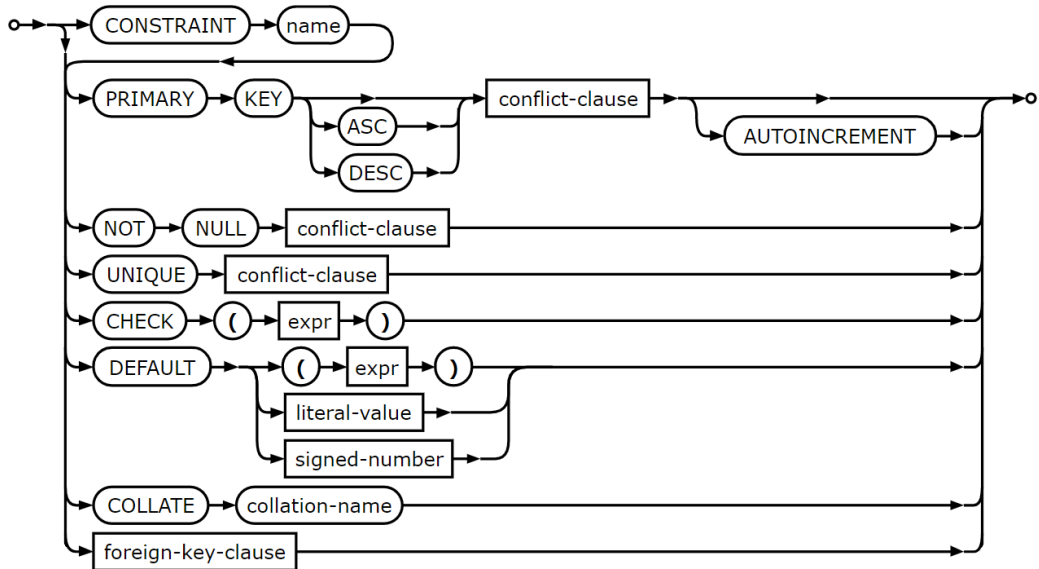 CONSTRAINT name
PRIMARY KEY conflict-clause
ASC
AUTOINCREMENT
DESC
NOT NULL conflict-clause
UNIQUE conflict-clause
CHECK ( expr )
DEFAULT ( expr )
literal-value
signed-number
COLLATE collation-name
foreign-key-clause